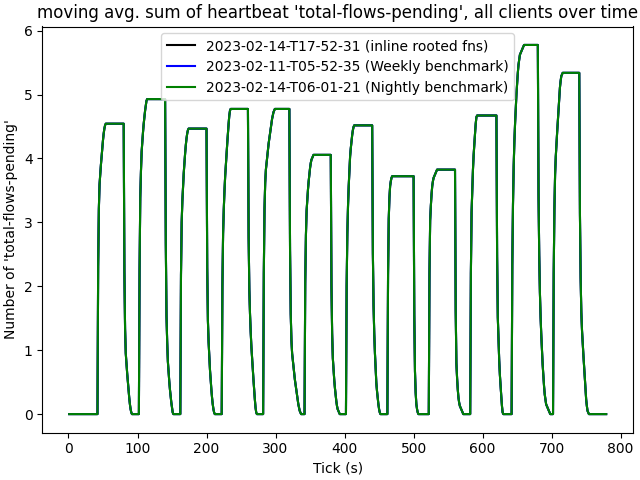 moving avg. sum of heartbeat 'total-flows-pending', all clients over time
2023-02-14-T17-52-31 (inline rooted fns)
2023-02-11-T05-52-35 (Weekly benchmark)
2023-02-14-T06-01-21 (Nightly benchmark)
Number of 'total-flows-pending'
6
5
4
3
2
1
0
0 100 200 300 400 500 600 700 800
Tick (s)